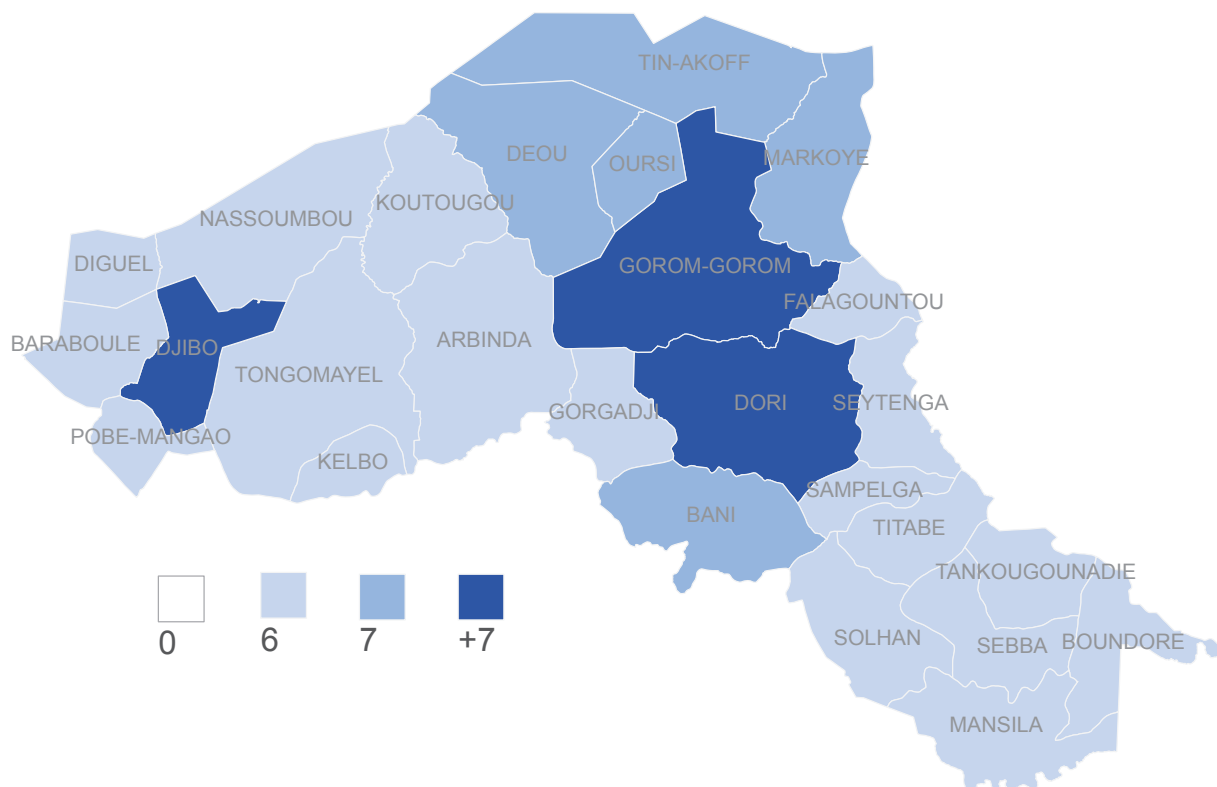 TIN-AKOFF
DEOU
OURSI
MARKOYE
KOUTOUGOU
NASSOUMBOU
DIGUEL
GOROM-GOROM
FALAGOUNTOU
BARABOULE
DJIBO
ARBINDA
TONGOMAYEL
GORGADJI
DORI
SEYTENGA
POBE-MANGAO
KELBO
SAMPELGA
BANI
TITABE
TANKOUGOUNADIE
SOLHAN
SEBBA
BOUNDORE
MANSILA
0
6
7
+7